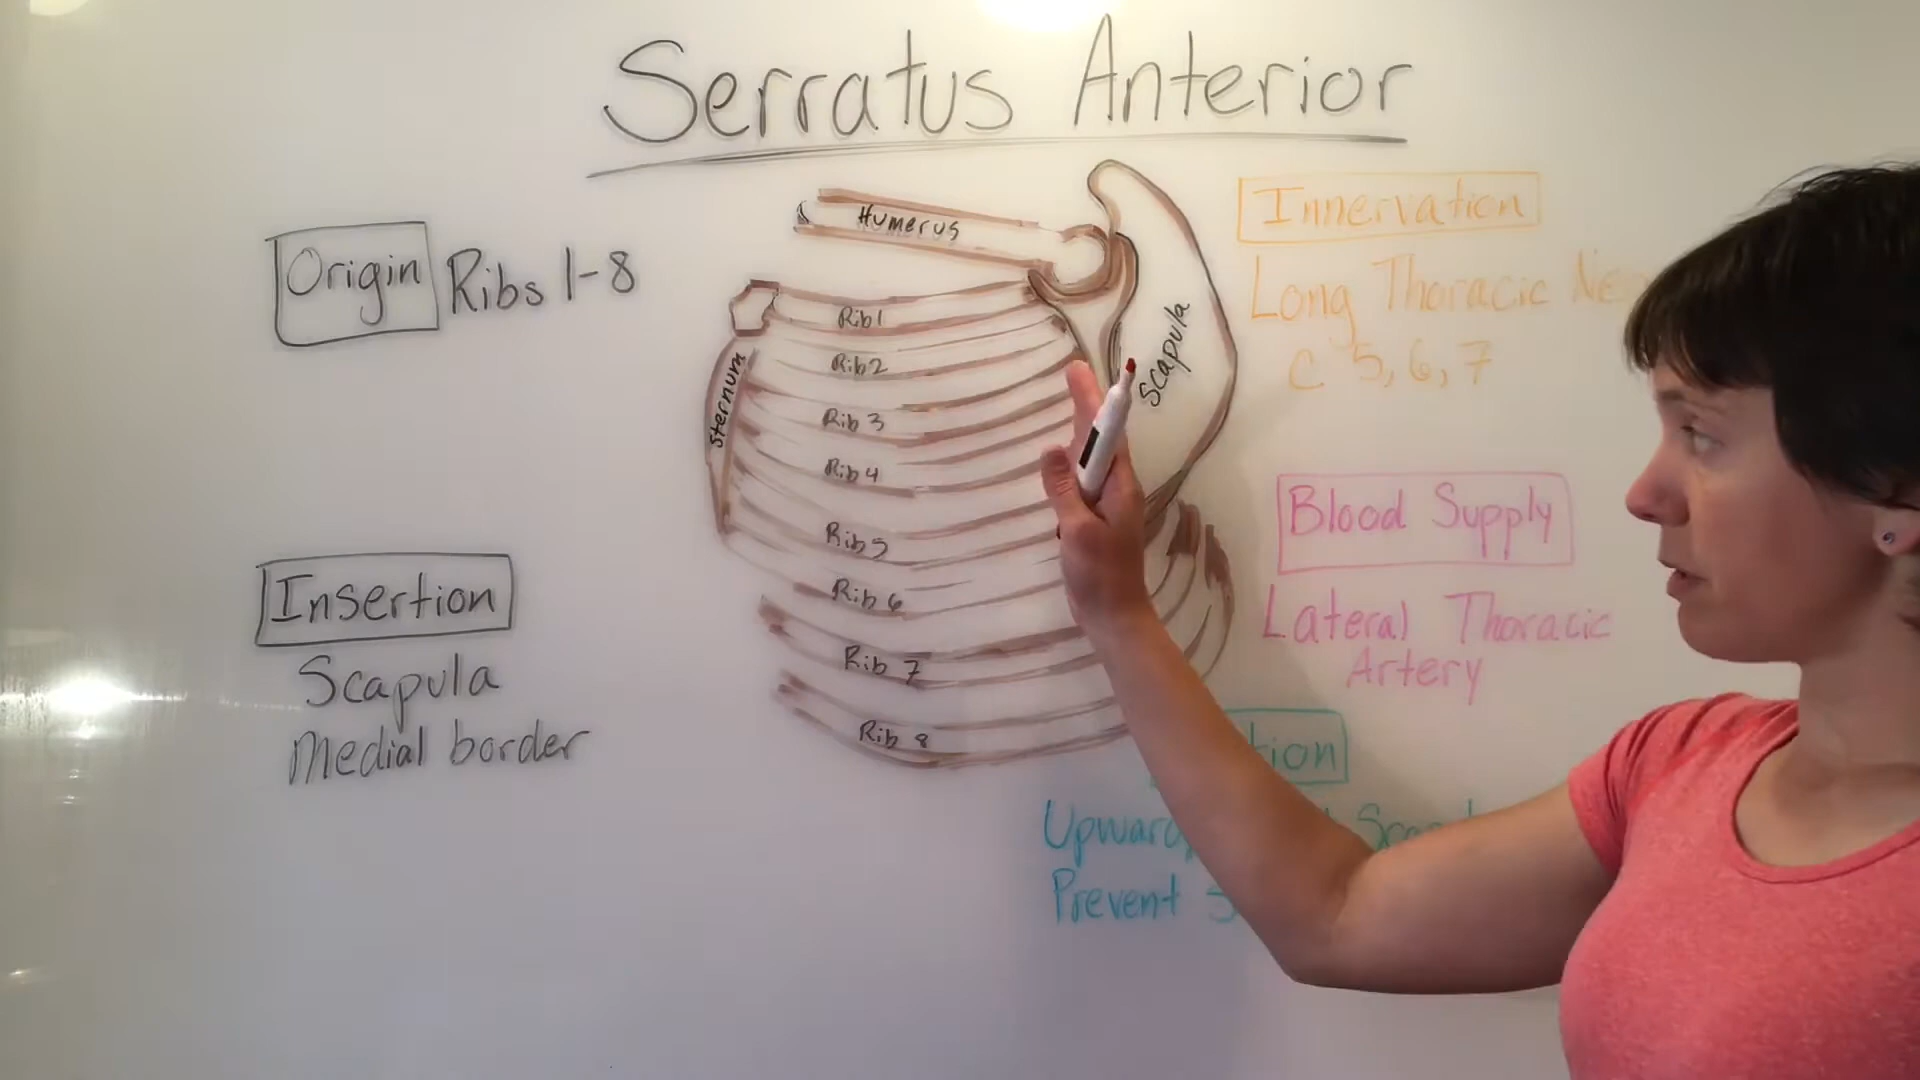 Serratus Anterior
Origin Ribs 1-8
Insertion
Scapula
Medial border
Humerus
Sternum
Rib 1
Rib 2
Rib 3
Rib 4
Rib 5
Rib 6
Rib 7
Rib 8
Scapula
Innervation
Long Thoracic
C 5, 6, 7
Blood Supply
Lateral Thoracic
Artery
Upward
Prevent